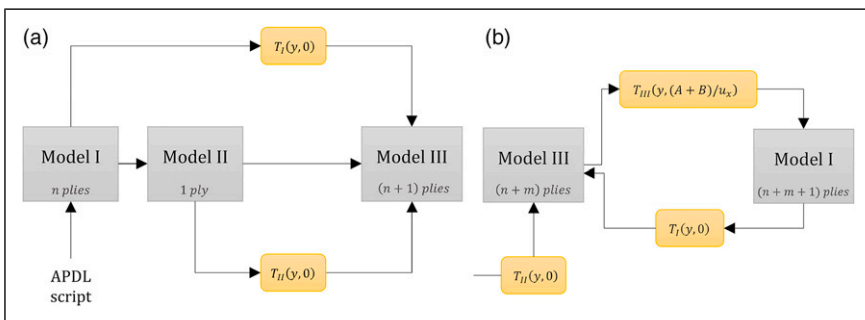 (a)
T_I(y, 0)
Model I
n plies
Model II
1 ply
Model III
(n + 1) plies
T_II(y, 0)
APDL
script
(b)
T_III(y, (A + B)/u_x)
Model III
(n + m) plies
Model I
(n + m + 1) plies
T_I(y, 0)
T_II(y, 0)